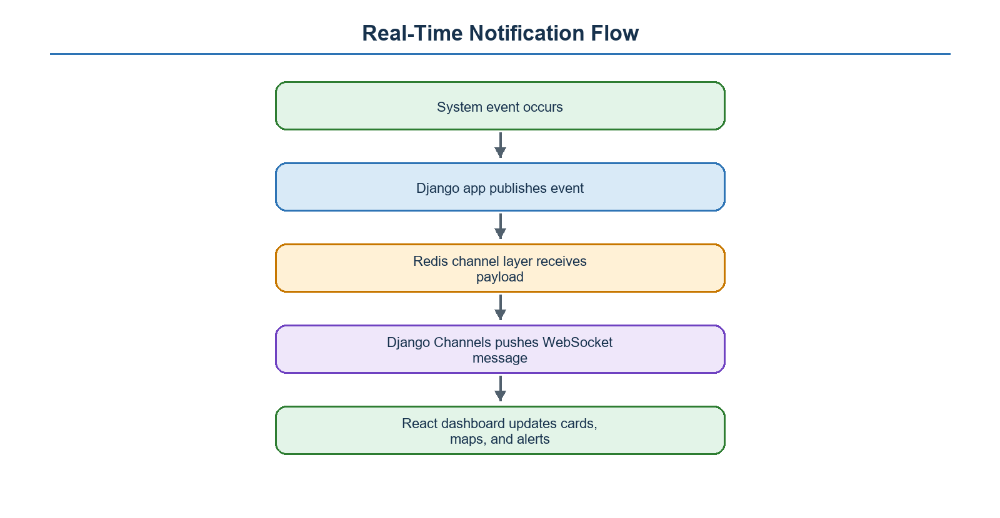 Real-Time Notification Flow
System event occurs
Django app publishes event
Redis channel layer receives
payload
Django Channels pushes WebSocket
message
React dashboard updates cards,
maps, and alerts